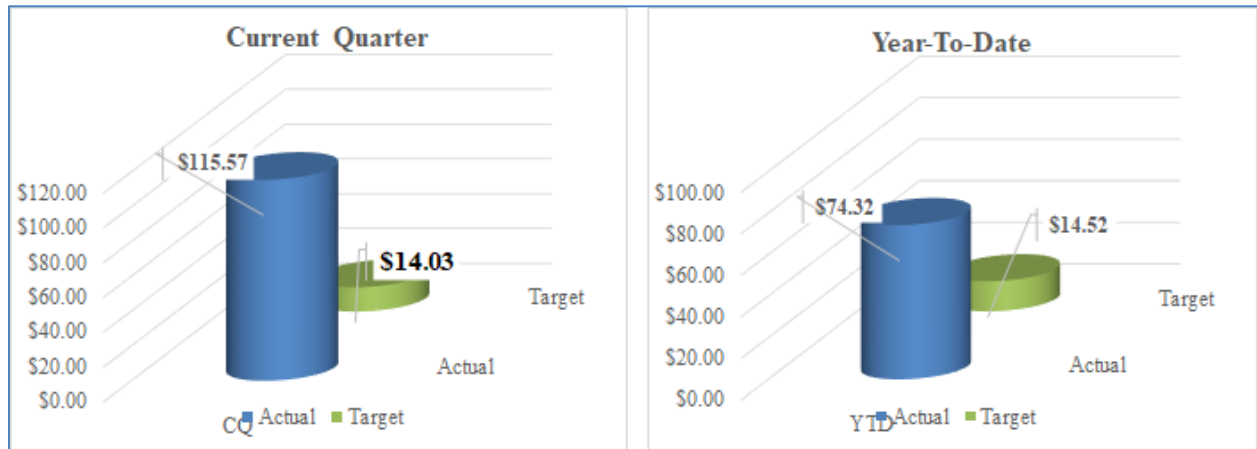 Current Quarter
$115.57
$120.00
$100.00
$80.00
$60.00
$40.00
$20.00
$0.00
$14.03
Target
Actual
CQ
Actual Target
Year-To-Date
$74.32
$14.52
$100.00
$80.00
$60.00
$40.00
$20.00
$0.00
Target
Actual
YTD
Actual Target